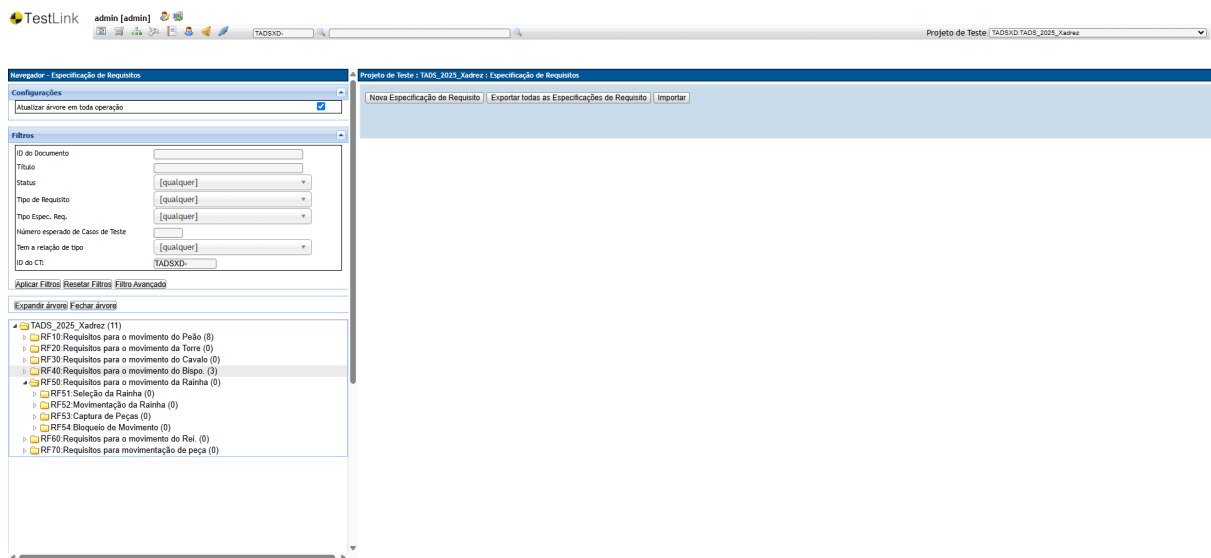 TestLink admin [admin]
TADSXD-
Projeto de Teste TADSXD:TADS_2025_Xadrez
Navegador - Especificação de Requisitos
Configurações
Atualizar árvore em toda operação
Filtros
ID do Documento
Título
Status [qualquer]
Tipo de Requisito [qualquer]
Tipo Espec. Req. [qualquer]
Número esperado de Casos de Teste
Tem a relação de tipo [qualquer]
ID do CT: TADSXD-
Aplicar Filtros Resetar Filtros Filtro Avançado
Expandir árvore Fechar árvore
TADS_2025_Xadrez (11)
RF10:Requisitos para o movimento do Peão (8)
RF20:Requisitos para o movimento da Torre (0)
RF30:Requisitos para o movimento do Cavalo (0)
RF40:Requisitos para o movimento do Bispo. (3)
RF50:Requisitos para o movimento da Rainha (0)
RF51:Seleção da Rainha (0)
RF52:Movimentação da Rainha (0)
RF53:Captura de Peças (0)
RF54:Bloqueio de Movimento (0)
RF60:Requisitos para o movimento do Rei. (0)
RF70:Requisitos para movimentação de peça (0)
Projeto de Teste : TADS_2025_Xadrez : Especificação de Requisitos
Nova Especificação de Requisito Exportar todas as Especificações de Requisito Importar